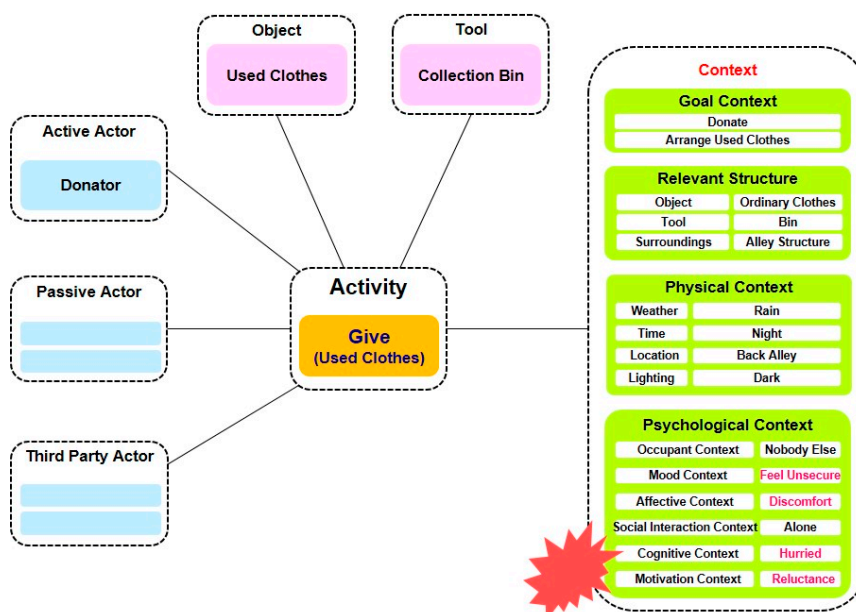 Object
Used Clothes
Tool
Collection Bin
Active Actor
Donator
Passive Actor
Third Party Actor
Activity
Give
(Used Clothes)
Context
Goal Context
Donate
Arrange Used Clothes
Relevant Structure
Object Ordinary Clothes
Tool Bin
Surroundings Alley Structure
Physical Context
Weather Rain
Time Night
Location Back Alley
Lighting Dark
Psychological Context
Occupant Context Nobody Else
Mood Context Feel Unsecure
Affective Context Discomfort
Social Interaction Context Alone
Cognitive Context Hurried
Motivation Context Reluctance